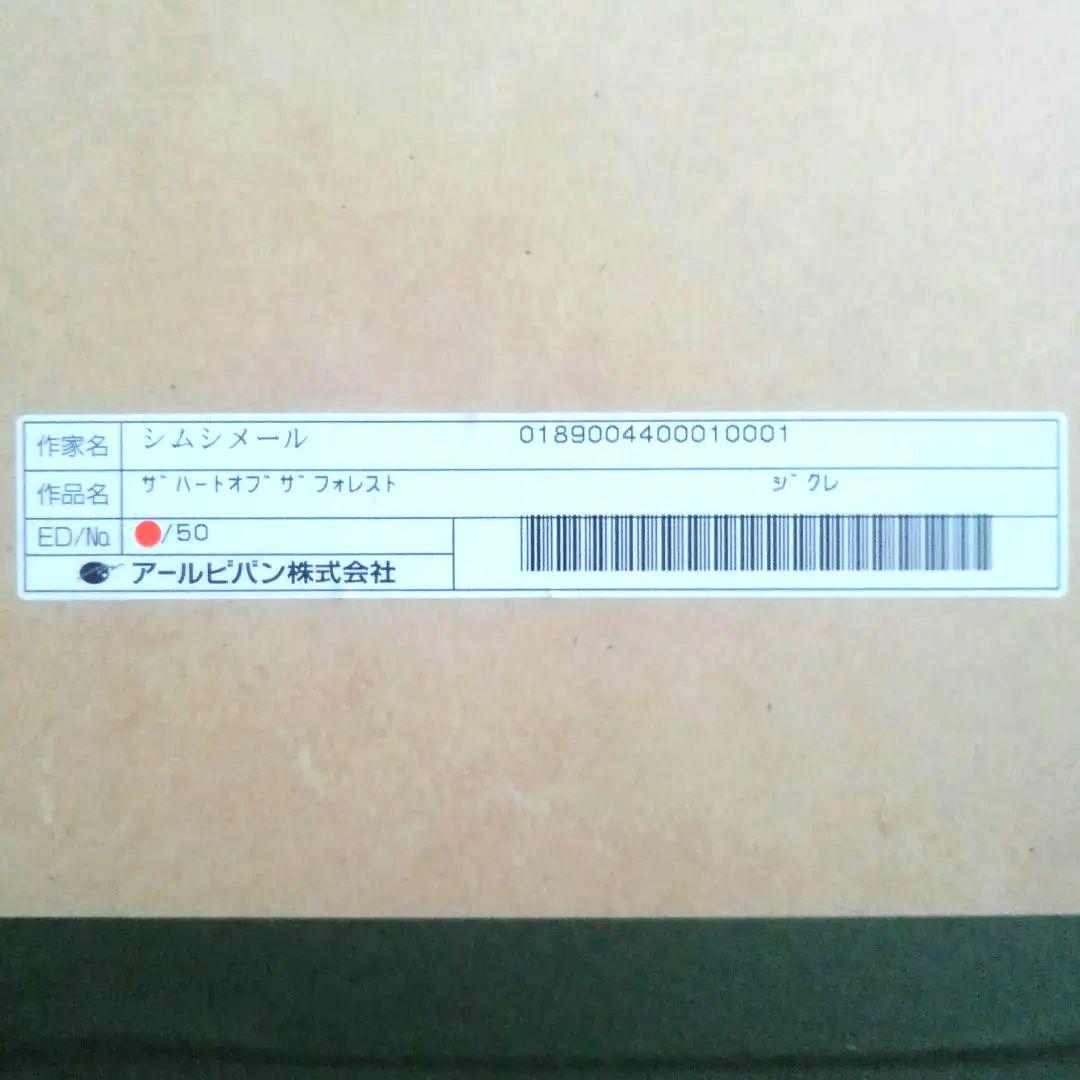 作家名 シムシメール 0189004400010001
作品名 ザハートオブザフォレスト ジクレ
ED/No. /50
アールビバン株式会社